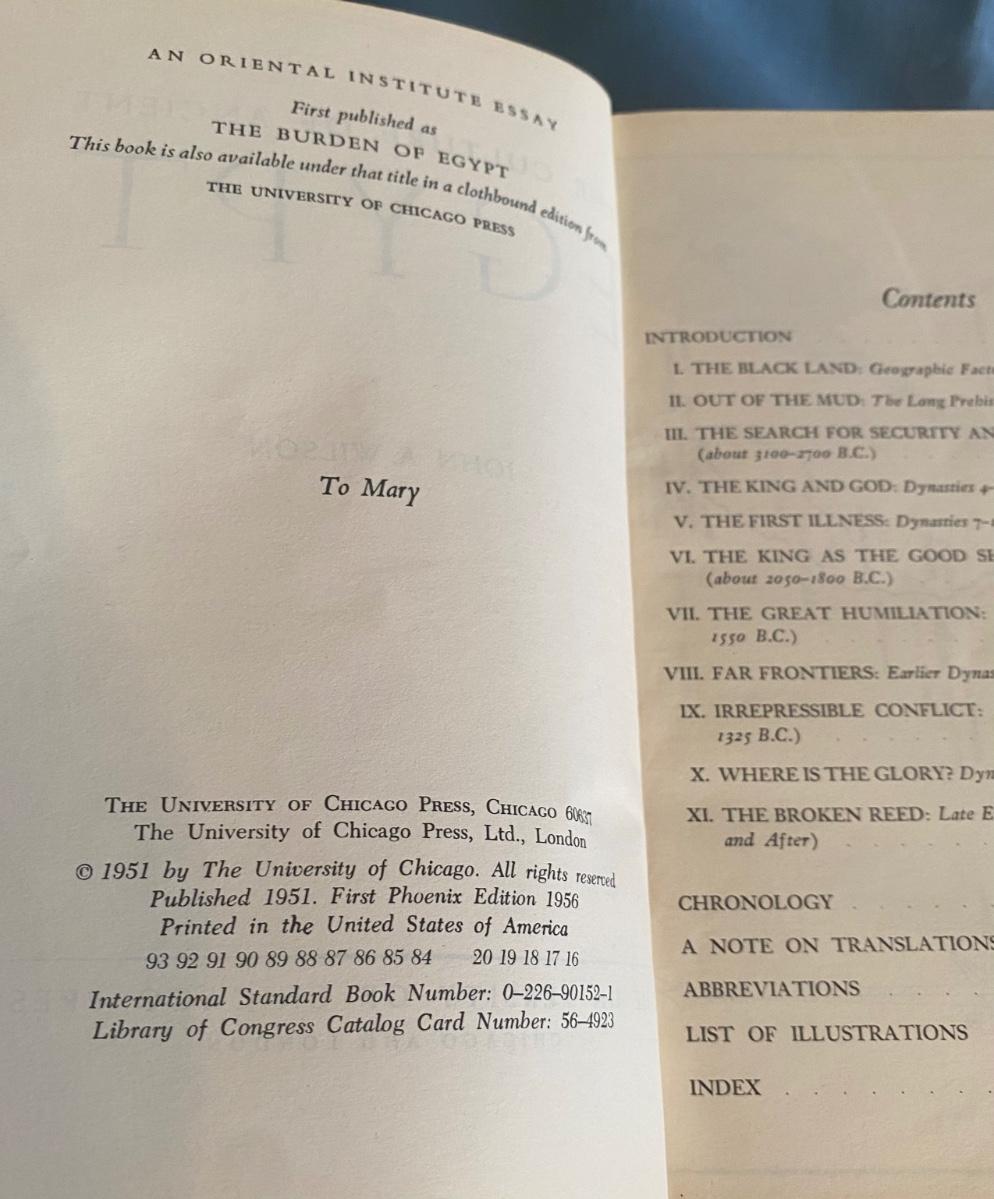 AN ORIENTAL INSTITUTE ESSAY
First published as
THE BURDEN OF EGYPT
This book is also available under that title in a clothbound edition from
THE UNIVERSITY OF CHICAGO PRESS
To Mary
THE UNIVERSITY OF CHICAGO PRESS, CHICAGO 60637
The University of Chicago Press, Ltd., London
© 1951 by The University of Chicago. All rights reserved
Published 1951. First Phoenix Edition 1956
Printed in the United States of America
93 92 91 90 89 88 87 86 85 84 20 19 18 17 16
International Standard Book Number: 0-226-90152-1
Library of Congress Catalog Card Number: 56-4923
Contents
INTRODUCTION
I. THE BLACK LAND: Geographic
II. OUT OF THE MUD: The Long
III. THE SEARCH FOR SECURITY
(about 3100-2700 B.C.)
IV. THE KING AND GOD: Dynasties
V. THE FIRST ILLNESS: Dynasties
VI. THE KING AS THE GOOD
(about 2050-1800 B.C.)
VII. THE GREAT HUMILIATION:
1550 B.C.)
VIII. FAR FRONTIERS: Earlier
IX. IRREPRESSIBLE CONFLICT:
1325 B.C.)
X. WHERE IS THE GLORY?
XI. THE BROKEN REED: Late
and After)
CHRONOLOGY
A NOTE ON TRANSLATIONS
ABBREVIATIONS
LIST OF ILLUSTRATIONS
INDEX